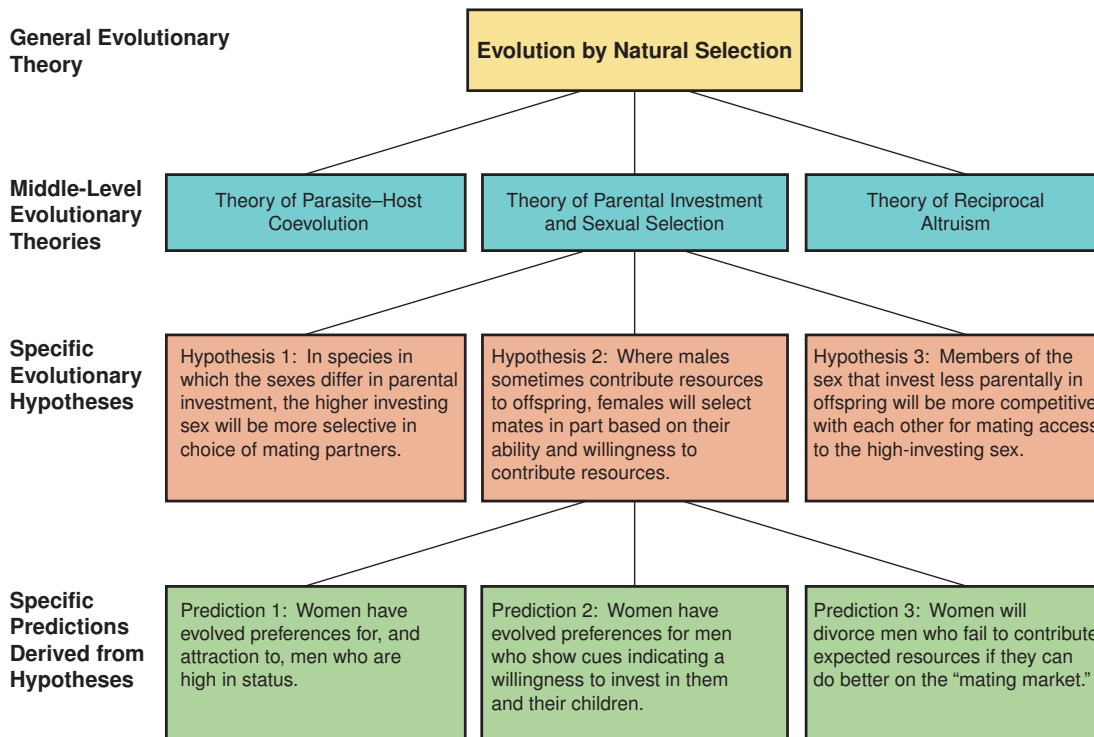 General Evolutionary
Theory
Evolution by Natural Selection
Middle-Level
Evolutionary
Theories
Theory of Parasite–Host
Coevolution
Theory of Parental Investment
and Sexual Selection
Theory of Reciprocal
Altruism
Specific
Evolutionary
Hypotheses
Hypothesis 1: In species in
which the sexes differ in parental
investment, the higher investing
sex will be more selective in
choice of mating partners.
Hypothesis 2: Where males
sometimes contribute resources
to offspring, females will select
mates in part based on their
ability and willingness to
contribute resources.
Hypothesis 3: Members of the
sex that invest less parentally in
offspring will be more competitive
with each other for mating access
to the high-investing sex.
Specific
Predictions
Derived from
Hypotheses
Prediction 1: Women have
evolved preferences for, and
attraction to, men who are
high in status.
Prediction 2: Women have
evolved preferences for men
who show cues indicating a
willingness to invest in them
and their children.
Prediction 3: Women will
divorce men who fail to contribute
expected resources if they can
do better on the “mating market.”